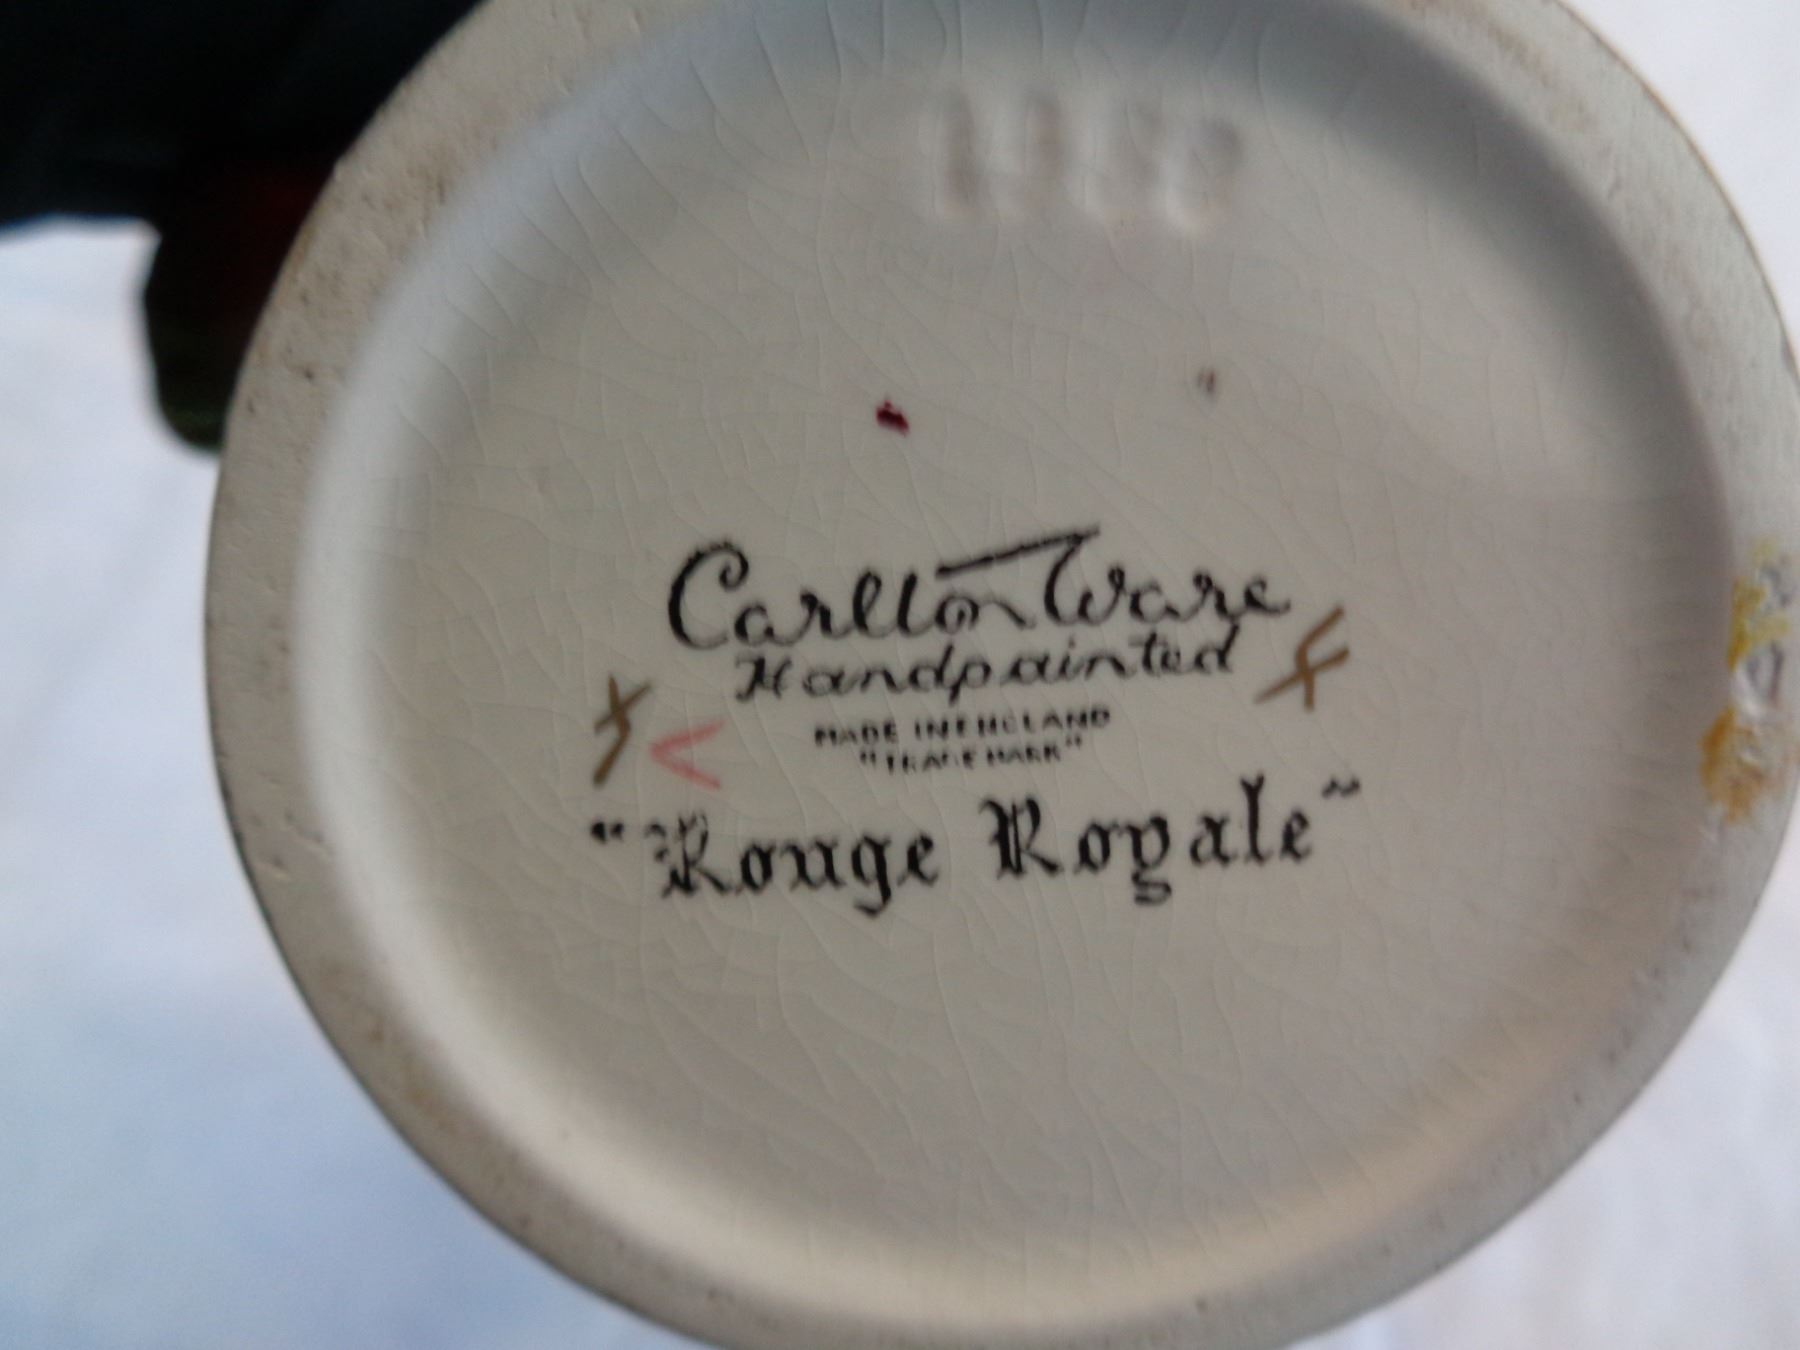 Carlton Ware
Handpainted
MADE IN ENGLAND
"TRADE MARK"
"Rouge Royale"